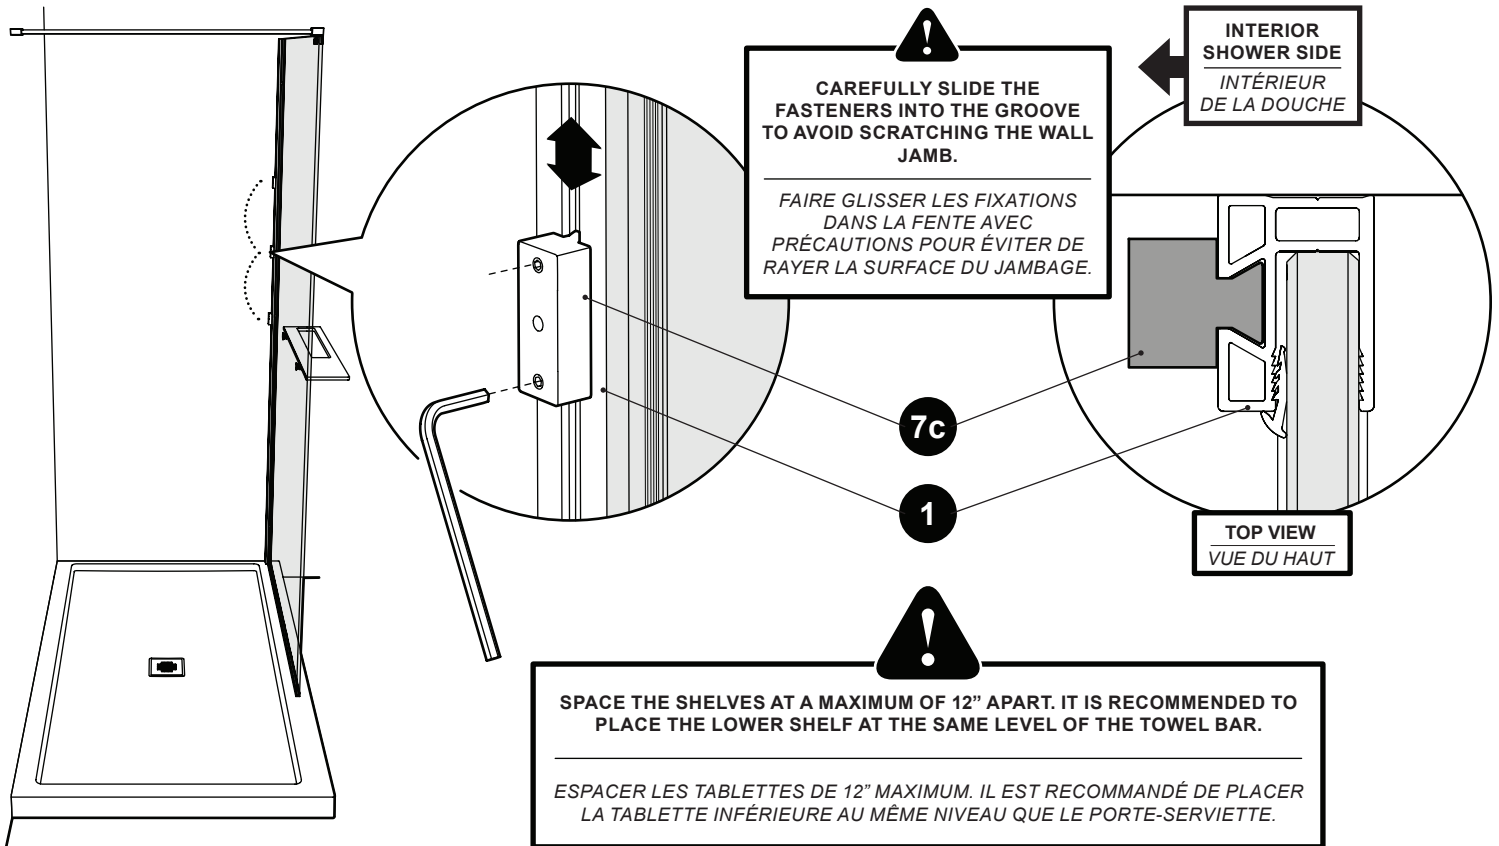 CAREFULLY SLIDE THE
FASTENERS INTO THE GROOVE
TO AVOID SCRATCHING THE WALL
JAMB.
FAIRE GLISSER LES FIXATIONS
DANS LA FENTE AVEC
PRÉCAUTIONS POUR ÉVITER DE
RAYER LA SURFACE DU JAMBAGE.
INTERIOR
SHOWER SIDE
INTÉRIEUR
DE LA DOUCHE
7c
1
TOP VIEW
VUE DU HAUT
SPACE THE SHELVES AT A MAXIMUM OF 12” APART. IT IS RECOMMENDED TO
PLACE THE LOWER SHELF AT THE SAME LEVEL OF THE TOWEL BAR.
ESPACER LES TABLETTES DE 12” MAXIMUM. IL EST RECOMMANDÉ DE PLACER
LA TABLETTE INFÉRIEURE AU MÊME NIVEAU QUE LE PORTE-SERVIETTE.